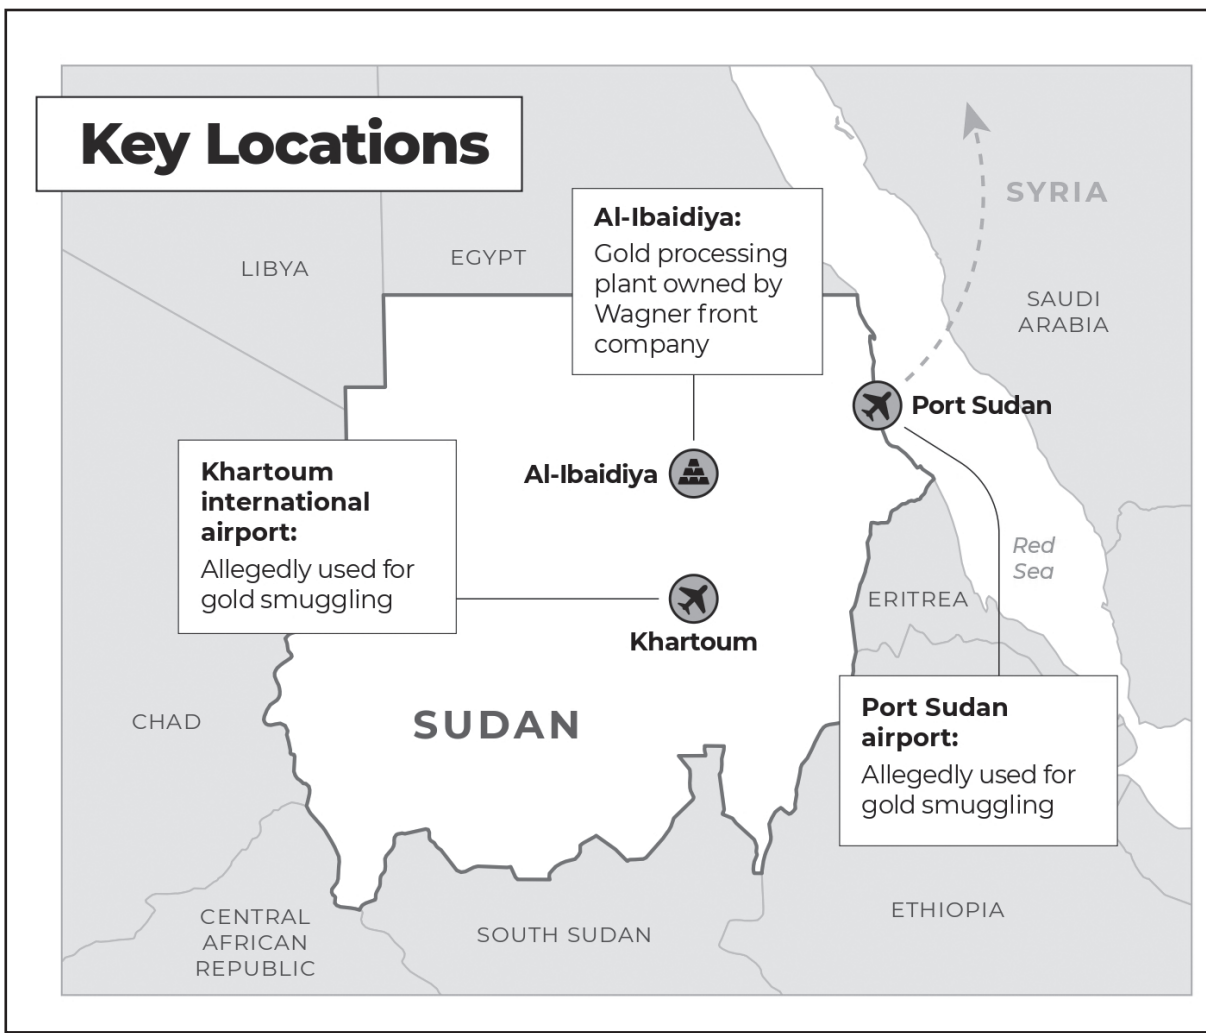 Key Locations
SYRIA
Al-Ibaidiya:
Gold processing
plant owned by
Wagner front
company
LIBYA
EGYPT
SAUDI
ARABIA
Port Sudan
Khartoum
international
airport:
Allegedly used for
gold smuggling
Al-Ibaidiya
Red
Sea
ERITREA
Khartoum
CHAD
SUDAN
Port Sudan
airport:
Allegedly used for
gold smuggling
CENTRAL
AFRICAN
REPUBLIC
SOUTH SUDAN
ETHIOPIA